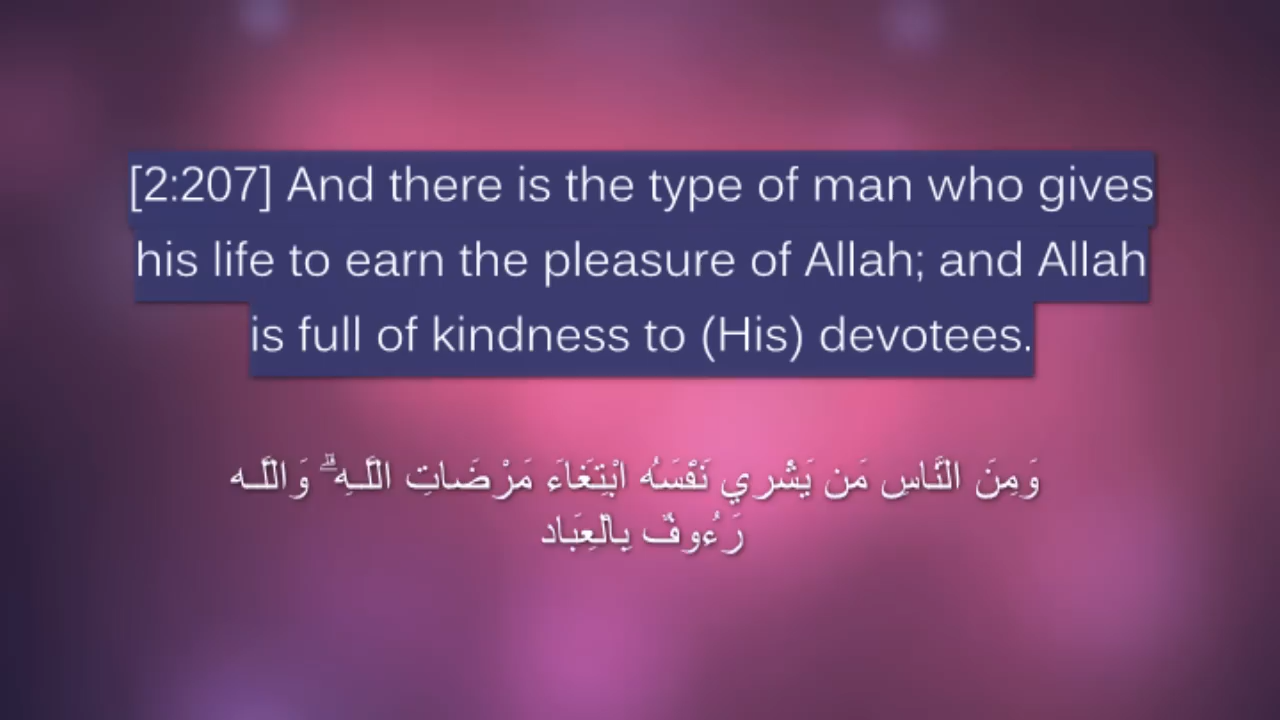 [2:207] And there is the type of man who gives
his life to earn the pleasure of Allah; and Allah
is full of kindness to (His) devotees.
وَمِنَ النَّاسِ مَن يَشْري نَفْسَهُ ابْتِغَاءَ مَرْضَاتِ اللَّـهِ ۗ وَاللَّـه
رَءُوفٌ بِالْعِبَاد